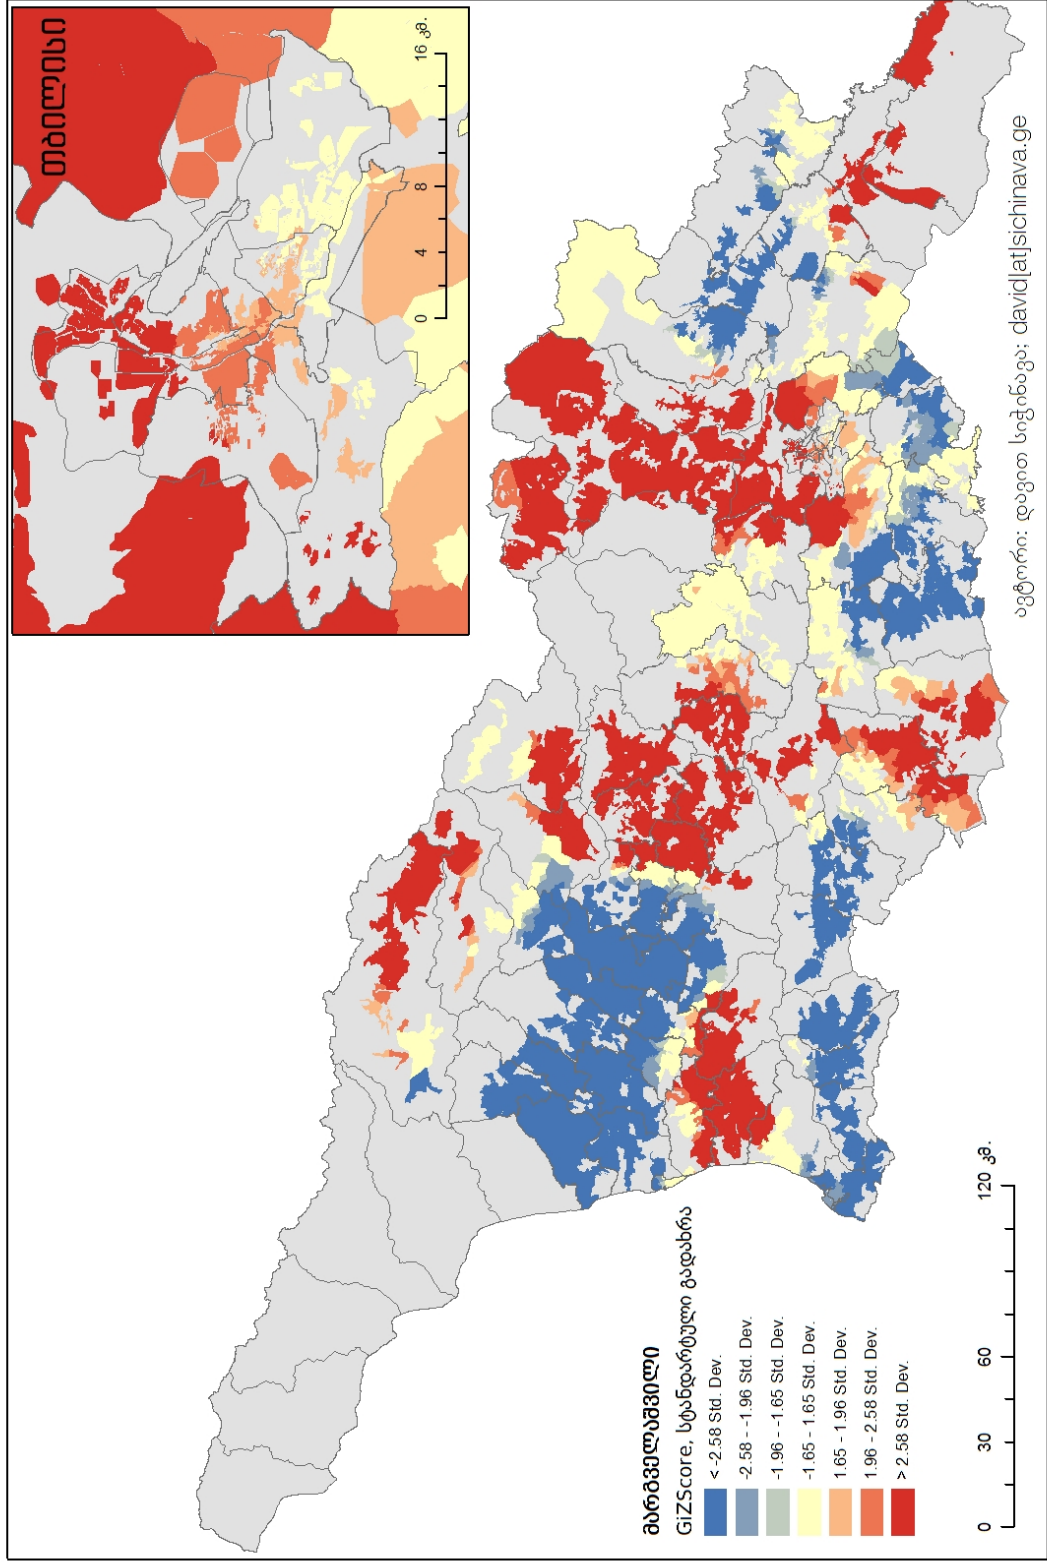 თბილისი
0 4 8 16 კმ.
მარგველაშვილი
GiZScore, სტანდარტული გადახრა
< -2.58 Std. Dev.
-2.58 - -1.96 Std. Dev.
-1.96 - -1.65 Std. Dev.
-1.65 - 1.65 Std. Dev.
1.65 - 1.96 Std. Dev.
1.96 - 2.58 Std. Dev.
> 2.58 Std. Dev.
0 30 60 120 კმ.
ავტორი: დავით სიჭინავა; david[at]sichinava.ge